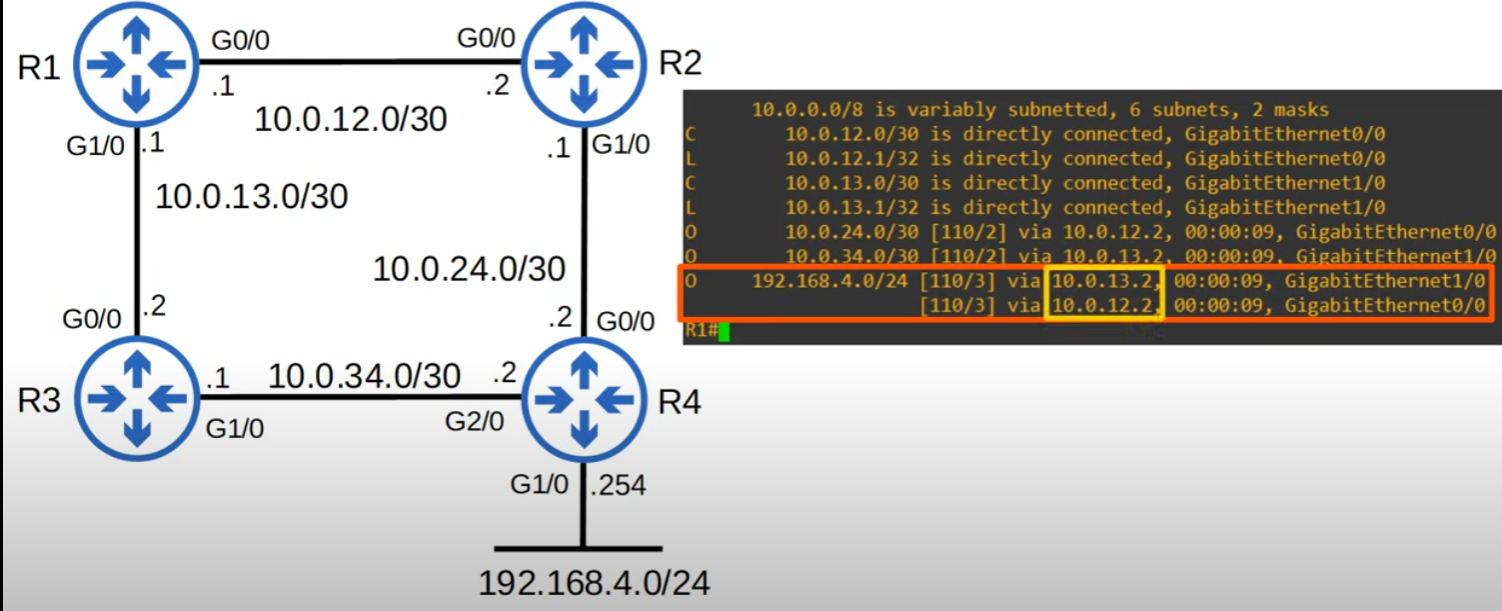 G0/0
G0/0
R1
R2
.1
.2
10.0.12.0/30
G1/0
.1
.1
G1/0
10.0.13.0/30
10.0.24.0/30
.2
G0/0
.2
G0/0
R3
.1
10.0.34.0/30
.2
R4
G1/0
G2/0
G1/0
.254
192.168.4.0/24
10.0.0.0/8 is variably subnetted, 6 subnets, 2 masks
C 10.0.12.0/30 is directly connected, GigabitEthernet0/0
L 10.0.12.1/32 is directly connected, GigabitEthernet0/0
C 10.0.13.0/30 is directly connected, GigabitEthernet1/0
L 10.0.13.1/32 is directly connected, GigabitEthernet1/0
O 10.0.24.0/30 [110/2] via 10.0.12.2, 00:00:09, GigabitEthernet0/0
O 10.0.34.0/30 [110/2] via 10.0.13.2, 00:00:09, GigabitEthernet1/0
O 192.168.4.0/24 [110/3] via 10.0.13.2, 00:00:09, GigabitEthernet1/0
[110/3] via 10.0.12.2, 00:00:09, GigabitEthernet0/0
R1#